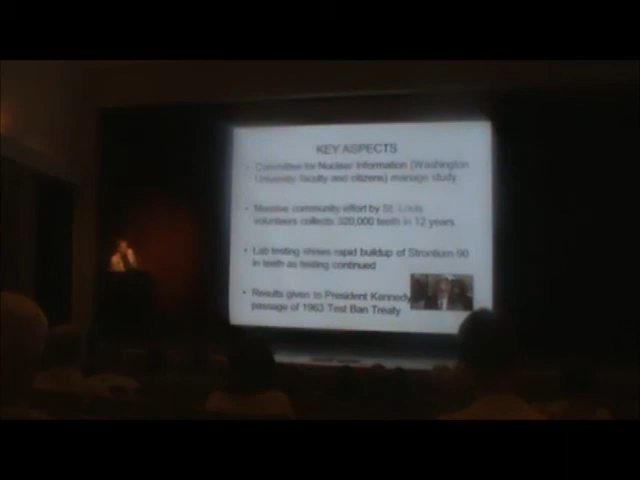 KEY ASPECTS
• Committee for Nuclear Information (Washington
University faculty and citizens) manage study
• Massive community effort by St. Louis
volunteers collects 320,000 teeth in 12 years
• Lab testing shows rapid buildup of Strontium-90
in teeth as testing continued
• Results given to President Kennedy
passage of 1963 Test Ban Treaty